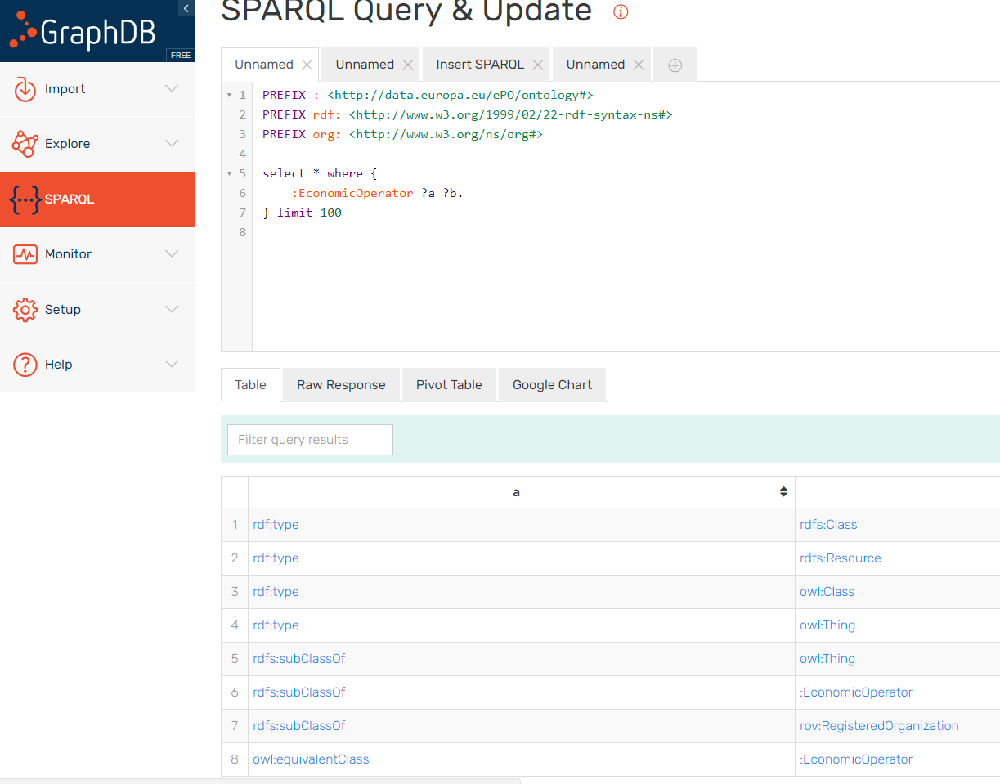 SPARQL Query & Update
GraphDB
FREE
Import
Explore
SPARQL
Monitor
Setup
Help
Unnamed Unnamed Insert SPARQL Unnamed
1 PREFIX : <http://data.europa.eu/ePO/ontology#>
2 PREFIX rdf: <http://www.w3.org/1999/02/22-rdf-syntax-ns#>
3 PREFIX org: <http://www.w3.org/ns/org#>
4
5 select * where {
6 :EconomicOperator ?a ?b.
7 } limit 100
8
Table Raw Response Pivot Table Google Chart
Filter query results
a
1 rdf:type rdfs:Class
2 rdf:type rdfs:Resource
3 rdf:type owl:Class
4 rdf:type owl:Thing
5 rdfs:subClassOf owl:Thing
6 rdfs:subClassOf :EconomicOperator
7 rdfs:subClassOf rov:RegisteredOrganization
8 owl:equivalentClass :EconomicOperator